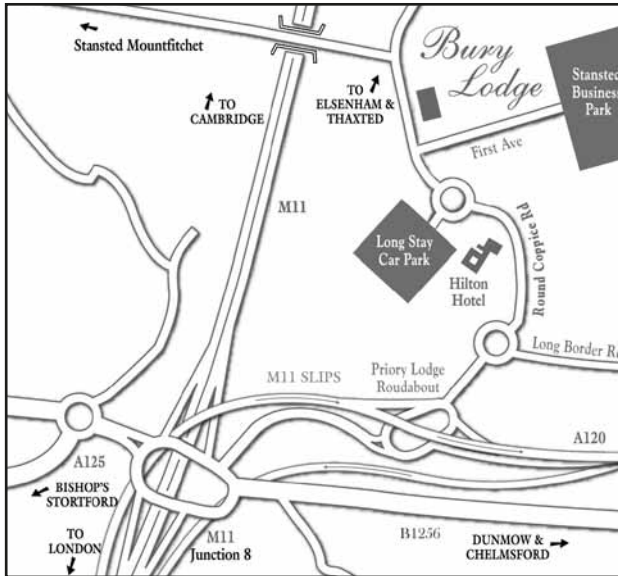 Stansted Mountfitchet
Bury
Lodge
Stansted
Business
Park
TO
CAMBRIDGE
TO
ELSENHAM &
THAXTED
First Ave
M11
Long Stay
Car Park
Hilton
Hotel
Round Coppice Rd
Long Border Rd
M11 SLIPS
Priory Lodge
Roundabout
A120
A125
BISHOP'S
STORTFORD
TO
LONDON
M11
Junction 8
B1256
DUNMOW &
CHELMSFORD